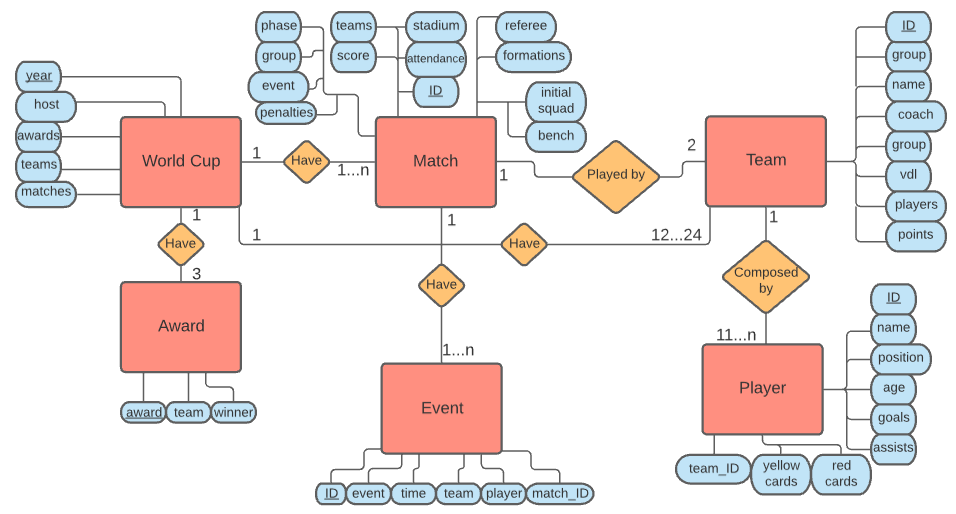 phase
teams
stadium
referee
ID
group
score
attendance
formations
group
year
event
ID
initial
squad
name
host
penalties
bench
coach
awards
World Cup
Match
Team
group
teams
1
Have
1...n
1
Played by
2
vdl
matches
players
1
1
1
points
1
Have
12...24
Have
3
Have
Composed
by
ID
Award
name
11...n
1...n
position
Player
age
award
team
winner
Event
goals
assists
team_ID
yellow
cards
red
cards
ID
event
time
team
player
match_ID